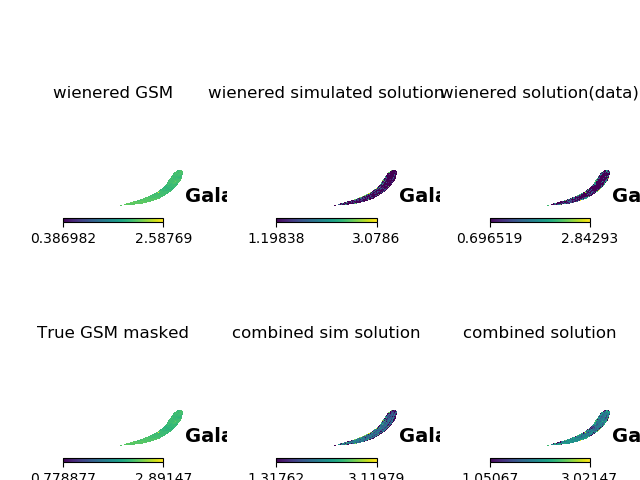 wienered GSM
wienered simulated solution
wienered solution(data)
Gala
Gala
Ga
0.386982 2.58769
1.19838 3.0786
0.696519 2.84293
True GSM masked
combined sim solution
combined solution
Gala
Gala
Ga
0.778877 2.89147
1.31762 3.11979
1.05067 3.02147